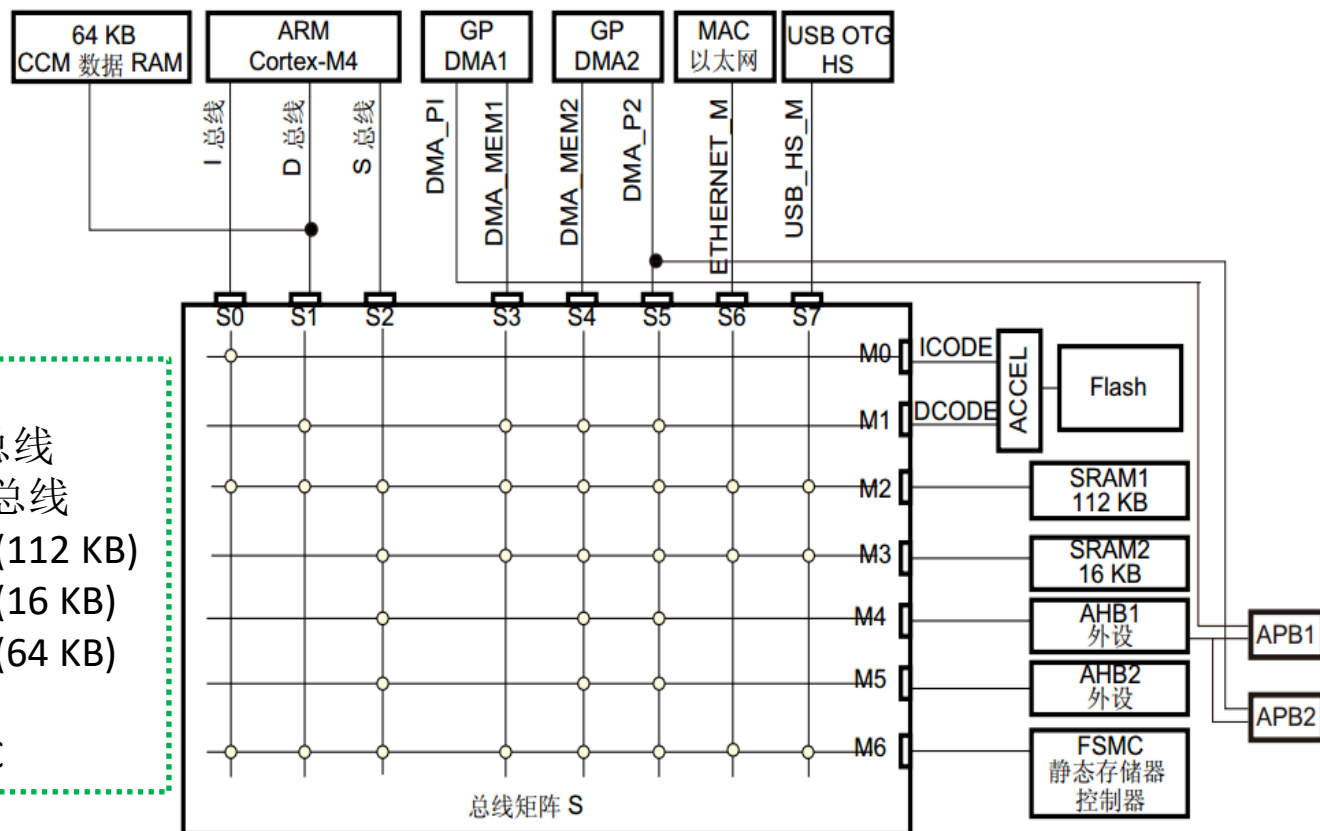 64 KB
CCM 数据 RAM
ARM
Cortex-M4
GP
DMA1
GP
DMA2
MAC
以太网
USB OTG
HS
I 总线
D 总线
S 总线
DMA_PI
DMA_MEM1
DMA_MEM2
DMA_P2
ETHERNET_M
USB_HS_M
S0
S1
S2
S3
S4
S5
S6
S7
M0
ICODE
M1
DCODE
ACCEL
Flash
M2
SRAM1
112 KB
M3
SRAM2
16 KB
M4
AHB1
外设
M5
AHB2
外设
M6
FSMC
静态存储器
控制器
APB1
APB2
总线矩阵 S
总线
总线
(112 KB)
(16 KB)
(64 KB)